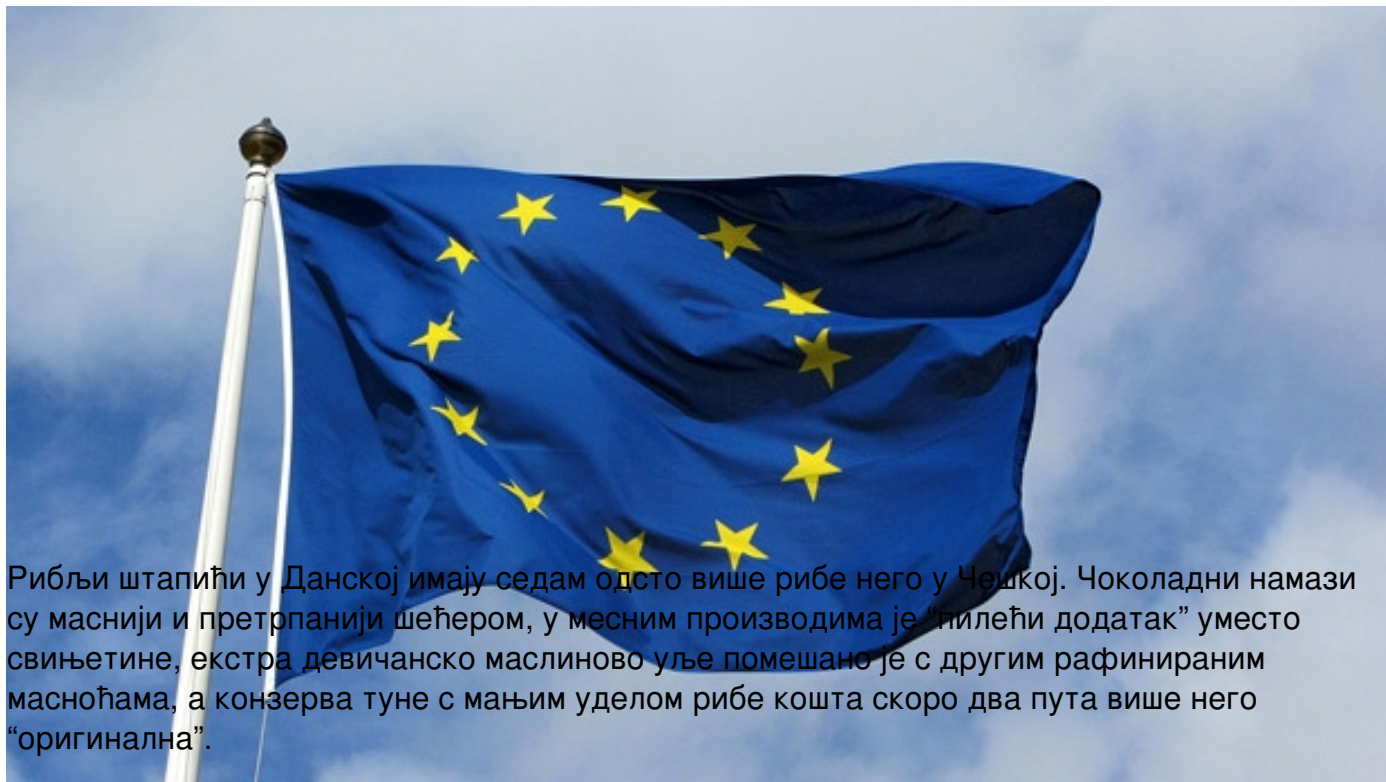 Рибљи штапићи у Данској имају седам одсто више рибе него у Чешкој. Чоколадни намази
су маснији и претрпанији шећером, у месним производима је “пилећи додатак” уместо
свињетине, екстра девичанско маслиново уље помешано је с другим рафинираним
масноћама, а конзерва туне с мањим уделом рибе кошта скоро два пута више него
“оригинална”.